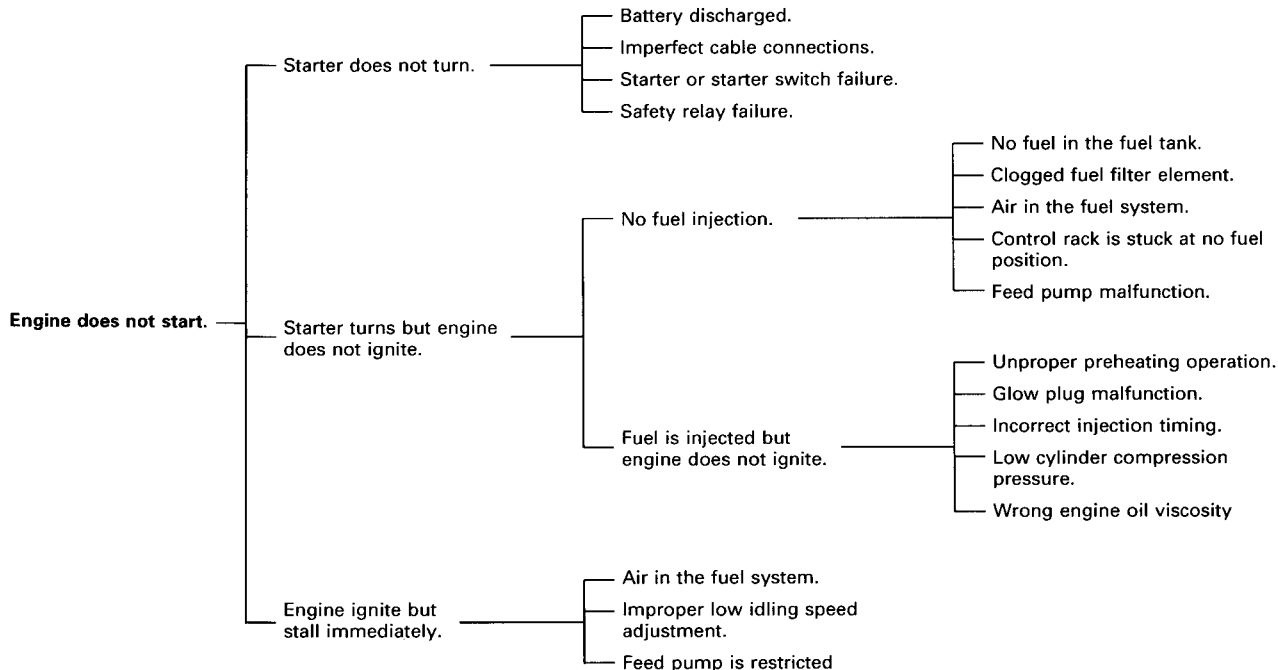 Engine does not start.
Starter does not turn.
Battery discharged.
Imperfect cable connections.
Starter or starter switch failure.
Safety relay failure.
Starter turns but engine
does not ignite.
No fuel injection.
No fuel in the fuel tank.
Clogged fuel filter element.
Air in the fuel system.
Control rack is stuck at no fuel
position.
Feed pump malfunction.
Fuel is injected but
engine does not ignite.
Unproper preheating operation.
Glow plug malfunction.
Incorrect injection timing.
Low cylinder compression
pressure.
Wrong engine oil viscosity
Engine ignite but
stall immediately.
Air in the fuel system.
Improper low idling speed
adjustment.
Feed pump is restricted